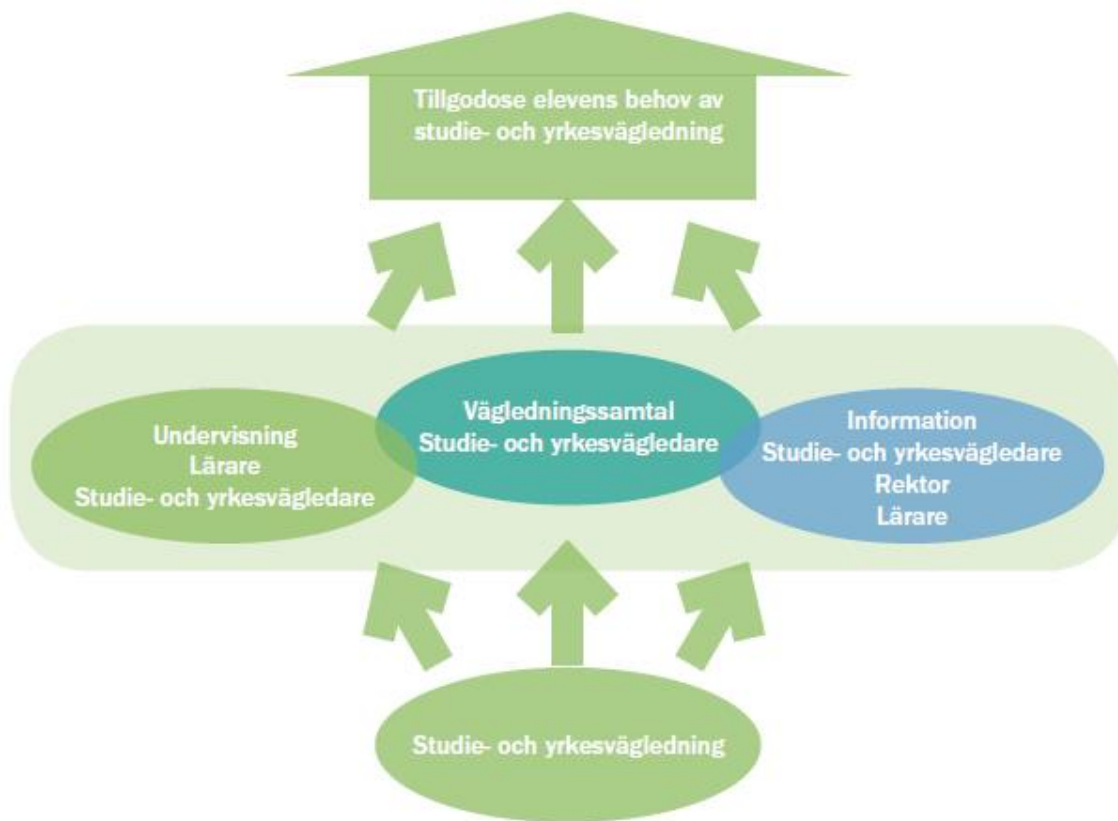 Tillgodose elevens behov av
studie- och yrkesvägledning
Vägledningssamtal
Studie- och yrkesvägledare
Undervisning
Lärare
Studie- och yrkesvägledare
Information
Studie- och yrkesvägledare
Rektor
Lärare
Studie- och yrkesvägledning